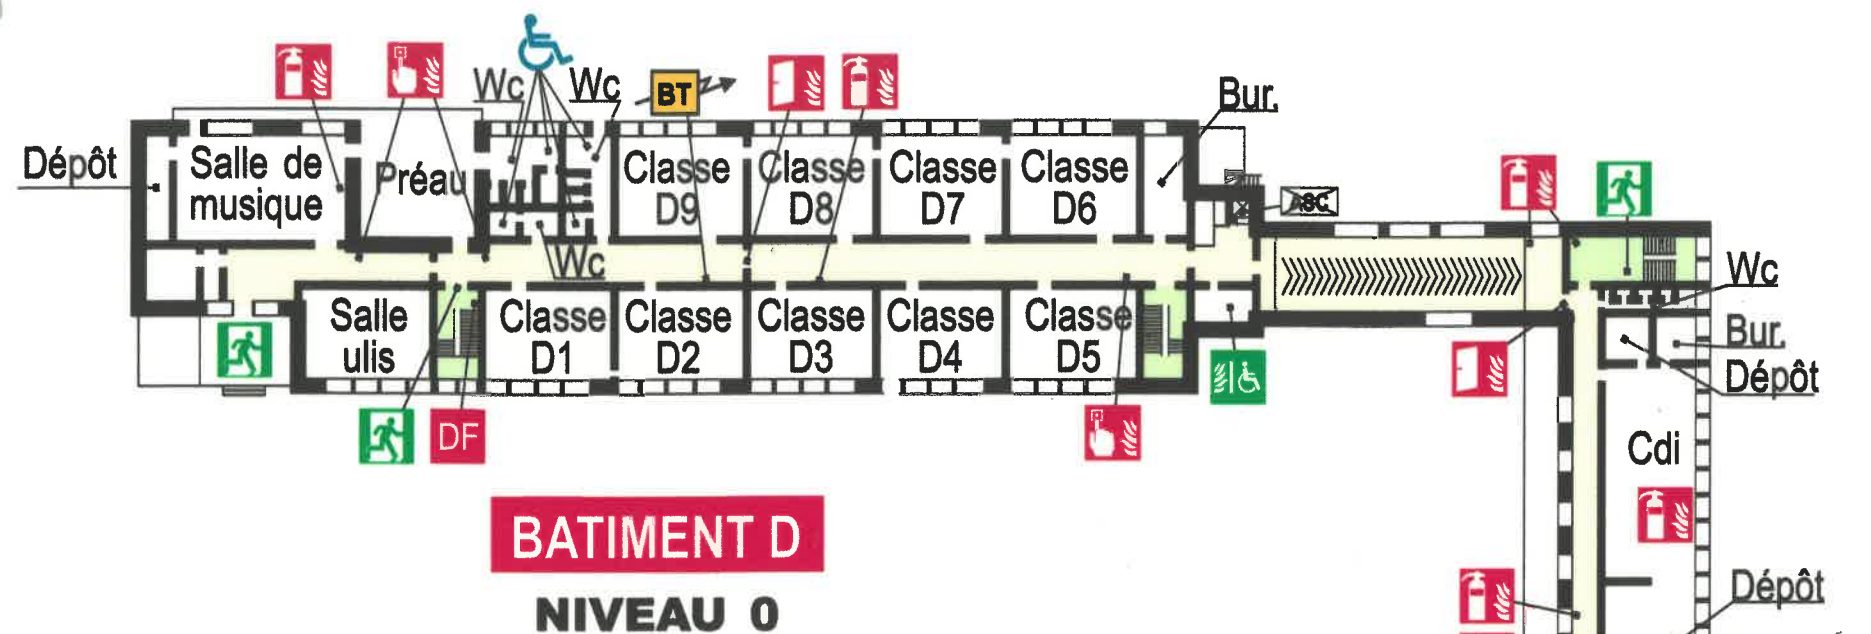 Wc
Wc
BT
Bur.
Dépôt
Salle de
musique
Préau
Classe
D9
Classe
D8
Classe
D7
Classe
D6
ASC
Wc
Wc
Salle
ulis
Classe
D1
Classe
D2
Classe
D3
Classe
D4
Classe
D5
Bur.
Dépôt
DF
Cdi
BATIMENT D
NIVEAU 0
Dépôt